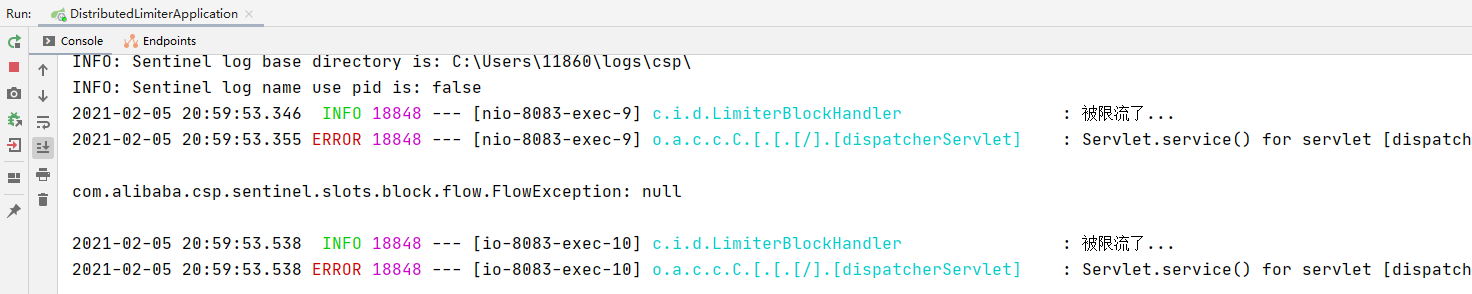 Run: DistributedLimiterApplication
Console Endpoints
INFO: Sentinel log base directory is: C:\Users\11860\logs\csp\
INFO: Sentinel log name use pid is: false
2021-02-05 20:59:53.346 INFO 18848 --- [nio-8083-exec-9] c.i.d.LimiterBlockHandler : 被限流了...
2021-02-05 20:59:53.355 ERROR 18848 --- [nio-8083-exec-9] o.a.c.c.C.[.[.[/].[dispatcherServlet] : Servlet.service() for servlet [dispatch
com.alibaba.csp.sentinel.slots.block.flow.FlowException: null
2021-02-05 20:59:53.538 INFO 18848 --- [io-8083-exec-10] c.i.d.LimiterBlockHandler : 被限流了...
2021-02-05 20:59:53.538 ERROR 18848 --- [io-8083-exec-10] o.a.c.c.C.[.[.[/].[dispatcherServlet] : Servlet.service() for servlet [dispatch